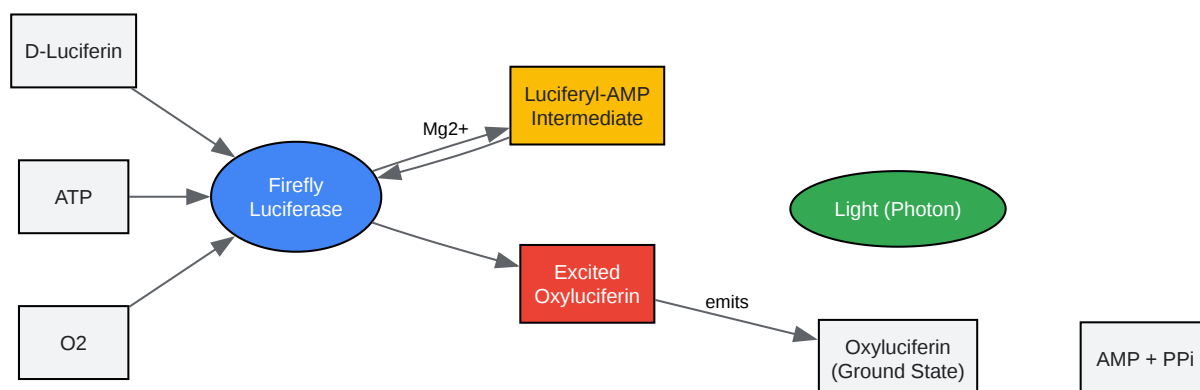 D-Luciferin
ATP
O2
Firefly
Luciferase
Mg2+
Luciferyl-AMP
Intermediate
Excited
Oxyluciferin
emits
Light (Photon)
Oxyluciferin
(Ground State)
AMP + PPi